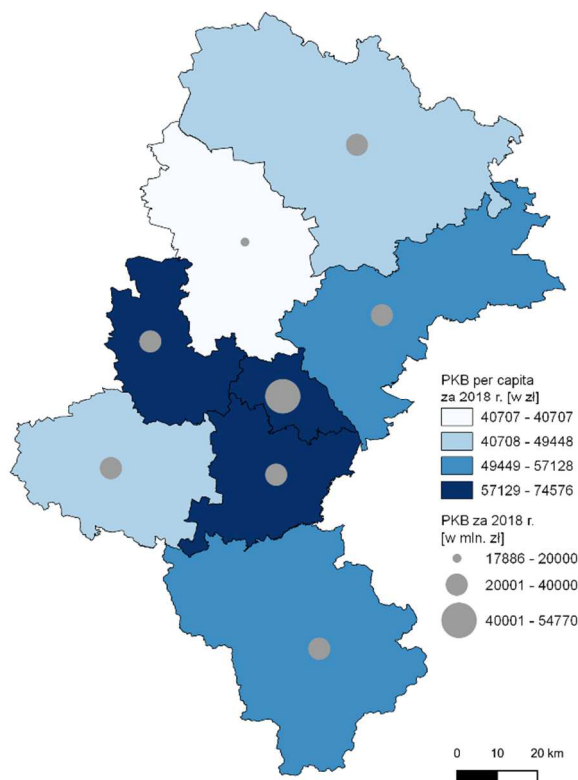 PKB per capita
za 2018 r. [w zł]
40707 - 40707
40708 - 49448
49449 - 57128
57129 - 74576
PKB za 2018 r.
[w mln. zł]
17886 - 20000
20001 - 40000
40001 - 54770
0 10 20 km